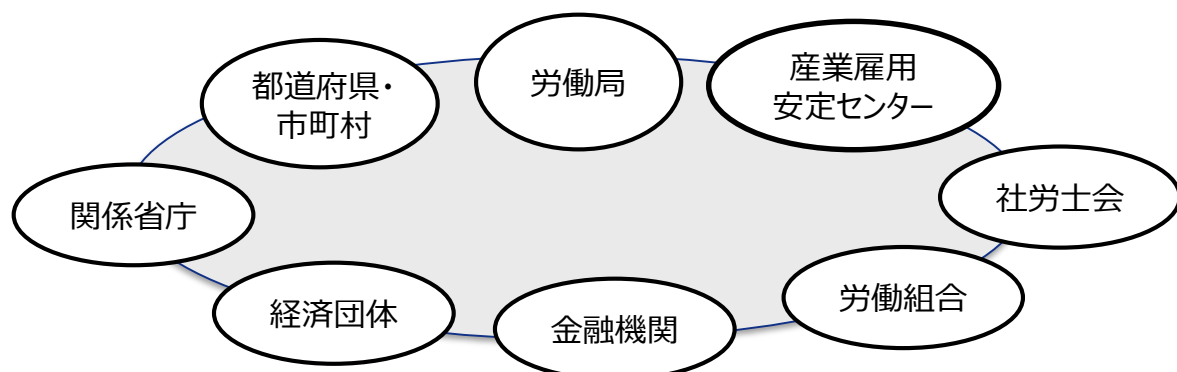 都道府県・
市町村
労働局
産業雇用
安定センター
関係省庁
社労士会
経済団体
金融機関
労働組合